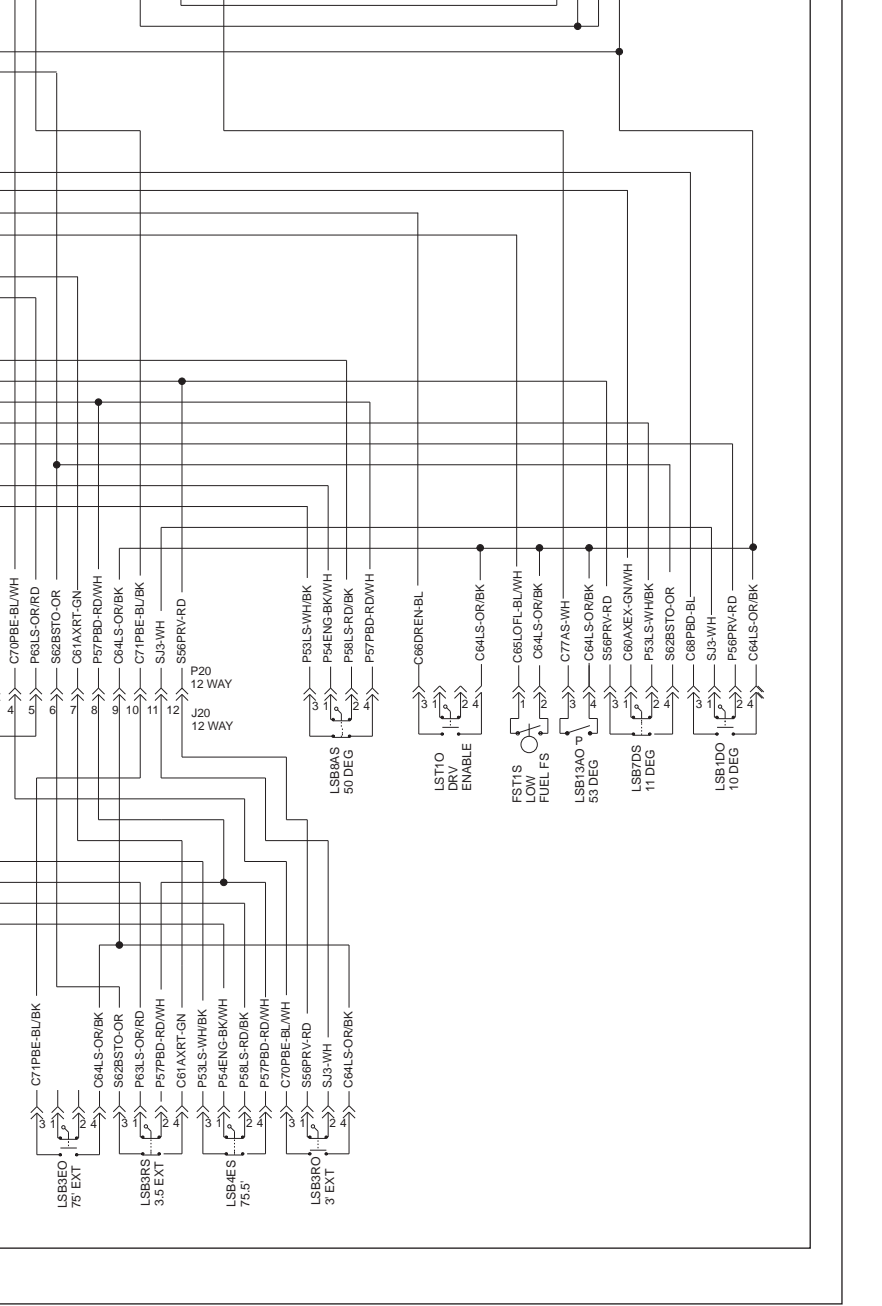 C70PBE-BL/WH
P63LS-OR/RD
S62BSTO-OR
C61AXRT-GN
P57PBD-RD/WH
C64LS-OR/BK
C71PBE-BL/BK
SJ3-WH
S56PRV-RD
P20
12 WAY
4 5 6 7 8 9 10 11 12
J20
12 WAY
P53LS-WH/BK
P54ENG-BK/WH
P58LS-RD/BK
P57PBD-RD/WH
3 1 2 4
LSB8AS
50 DEG
C66DREN-BL
C64LS-OR/BK
3 1 2 4
LST1O
DRV
ENABLE
C65LOFL-BL/WH
C64LS-OR/BK
1 2
FST1S
LOW
FUEL FS
C77AS-WH
C64LS-OR/BK
3 4
P
LSB13AO
53 DEG
S56PRV-RD
C60AXEX-GN/WH
P53LS-WH/BK
S62BSTO-OR
3 1 2 4
LSB7DS
11 DEG
C68PBD-BL
SJ3-WH
P56PRV-RD
C64LS-OR/BK
3 1 2 4
LSB1DO
10 DEG
C71PBE-BL/BK
C64LS-OR/BK
3 1 2 4
LSB3EO
75' EXT
S62BSTO-OR
P63LS-OR/RD
P57PBD-RD/WH
C61AXRT-GN
3 1 2 4
LSB3RS
3.5 EXT
P53LS-WH/BK
P54ENG-BK/WH
P58LS-RD/BK
P57PBD-RD/WH
3 1 2 4
LSB4ES
75.5'
C70PBE-BL/WH
S56PRV-RD
SJ3-WH
C64LS-OR/BK
3 1 2 4
LSB3RO
3' EXT